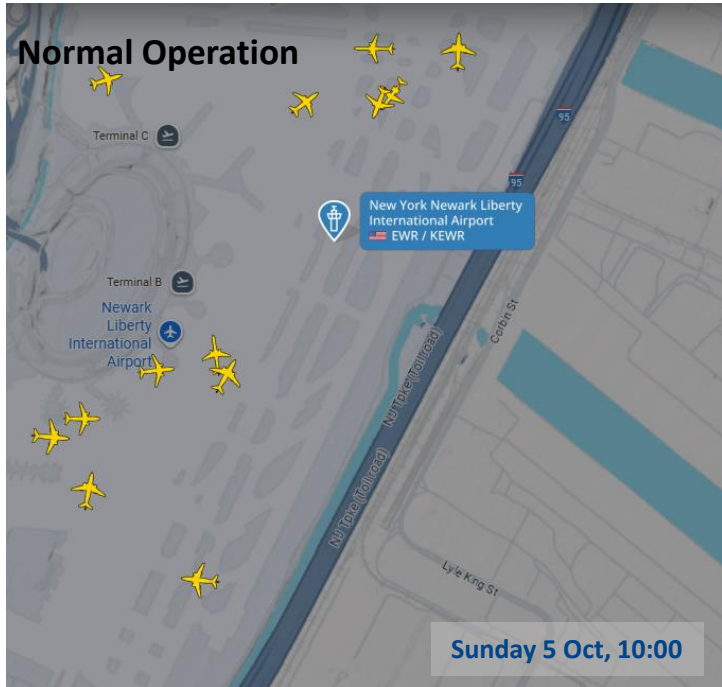 Normal Operation
95
Terminal C
95
New York Newark Liberty
International Airport
EWR / KEWR
Terminal B
Newark
Liberty
International
Airport
Corbin St
NJ Tpke (Toll road)
NJ Tpke (Toll road)
Lyle King St
Sunday 5 Oct, 10:00